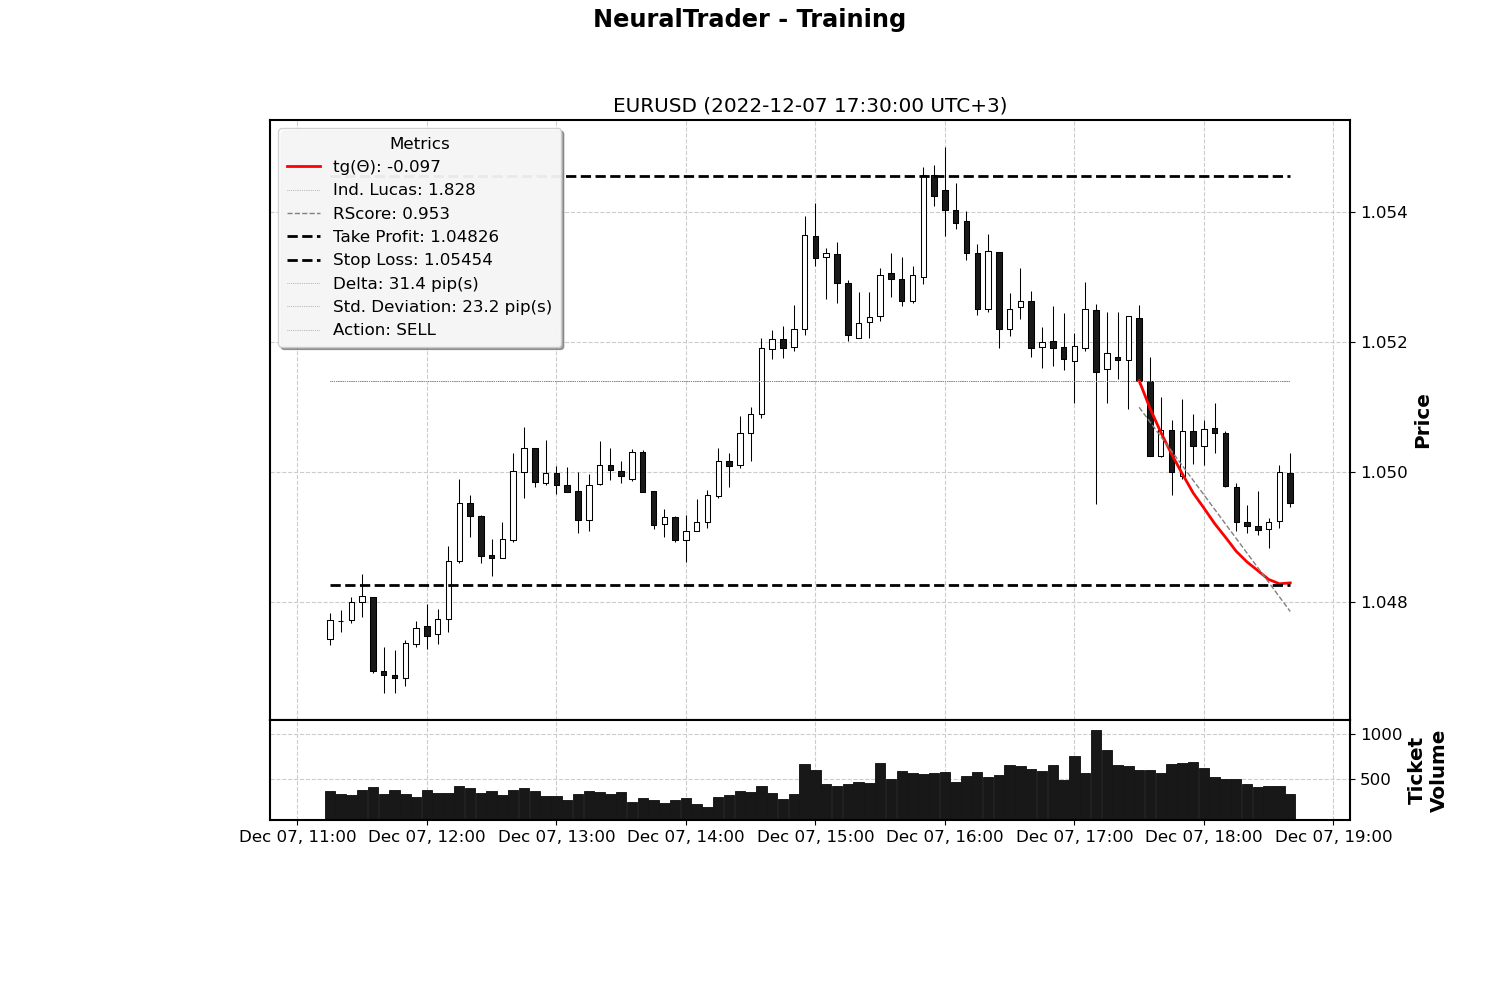 NeuralTrader - Training
EURUSD (2022-12-07 17:30:00 UTC+3)
Metrics
tg(Θ): -0.097
Ind. Lucas: 1.828
RScore: 0.953
Take Profit: 1.04826
Stop Loss: 1.05454
Delta: 31.4 pip(s)
Std. Deviation: 23.2 pip(s)
Action: SELL
1.054
1.052
1.050
1.048
Price
1000
500
Ticket
Volume
Dec 07, 11:00
Dec 07, 12:00
Dec 07, 13:00
Dec 07, 14:00
Dec 07, 15:00
Dec 07, 16:00
Dec 07, 17:00
Dec 07, 18:00
Dec 07, 19:00